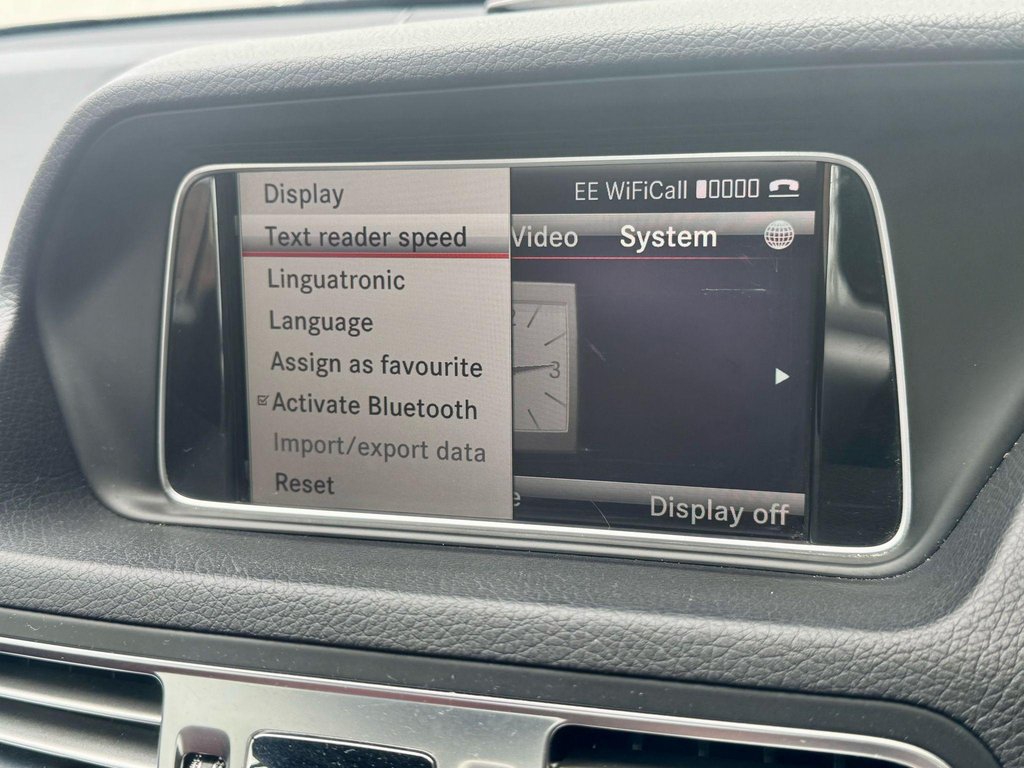 Display
Text reader speed
Linguatronic
Language
Assign as favourite
Activate Bluetooth
Import/export data
Reset
EE WiFiCall
Video System
3
Display off